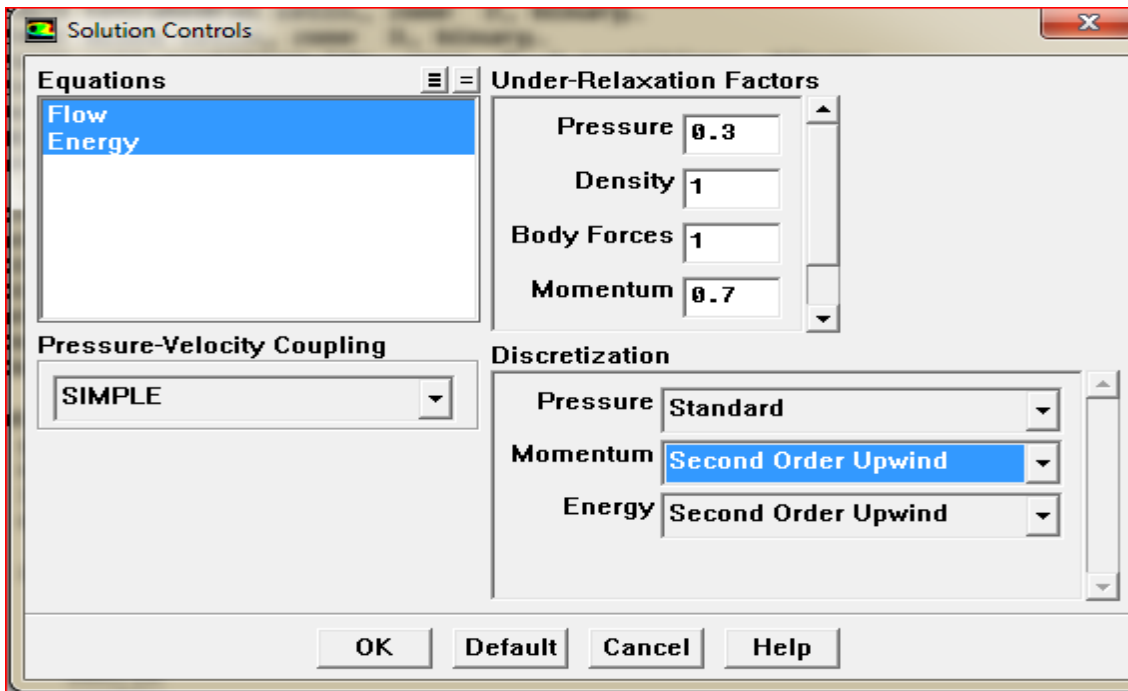 Solution Controls
Equations
Flow
Energy
Under-Relaxation Factors
Pressure 0.3
Density 1
Body Forces 1
Momentum 0.7
Pressure-Velocity Coupling
SIMPLE
Discretization
Pressure Standard
Momentum Second Order Upwind
Energy Second Order Upwind
OK Default Cancel Help